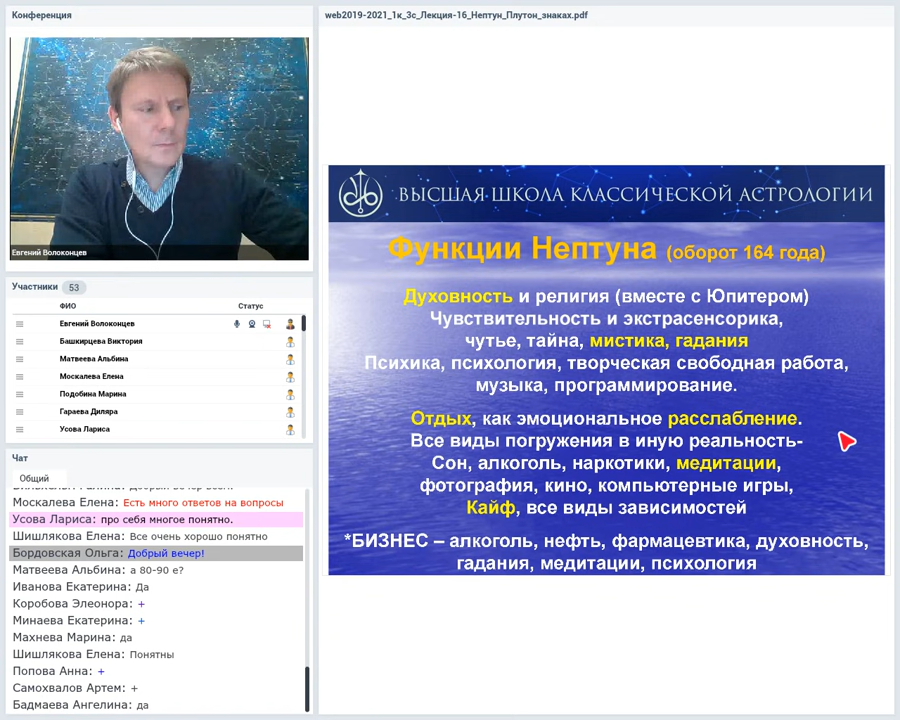 Конференция
Евгений Волоконцев
Участники 53
ФИО Статус
Евгений Волоконцев
Башкирцева Виктория
Матвеева Альбина
Москалева Елена
Подобина Марина
Гараева Диляра
Усова Лариса
Чат
Общий
Москалева Елена: Есть много ответов на вопросы
Усова Лариса: про себя многое понятно.
Шишлякова Елена: Все очень хорошо понятно
Бордовская Ольга: Добрый вечер!
Матвеева Альбина: а 80-90 е?
Иванова Екатерина: Да
Коробова Элеонора: +
Минаева Екатерина: +
Махнева Марина: да
Шишлякова Елена: Понятны
Попова Анна: +
Самохвалов Артем: +
Бадмаева Ангелина: да
web2019-2021_1к_3с_Лекция-16_Нептун_Плутон_знаках.pdf
ВЫСШАЯ ШКОЛА КЛАССИЧЕСКОЙ АСТРОЛОГИИ
Функции Нептуна (оборот 164 года)
Духовность и религия (вместе с Юпитером)
Чувствительность и экстрасенсорика,
чутье, тайна, мистика, гадания
Психика, психология, творческая свободная работа,
музыка, программирование.
Отдых, как эмоциональное расслабление.
Все виды погружения в иную реальность-
Сон, алкоголь, наркотики, медитации,
фотография, кино, компьютерные игры,
Кайф, все виды зависимостей
*БИЗНЕС – алкоголь, нефть, фармацевтика, духовность,
гадания, медитации, психология